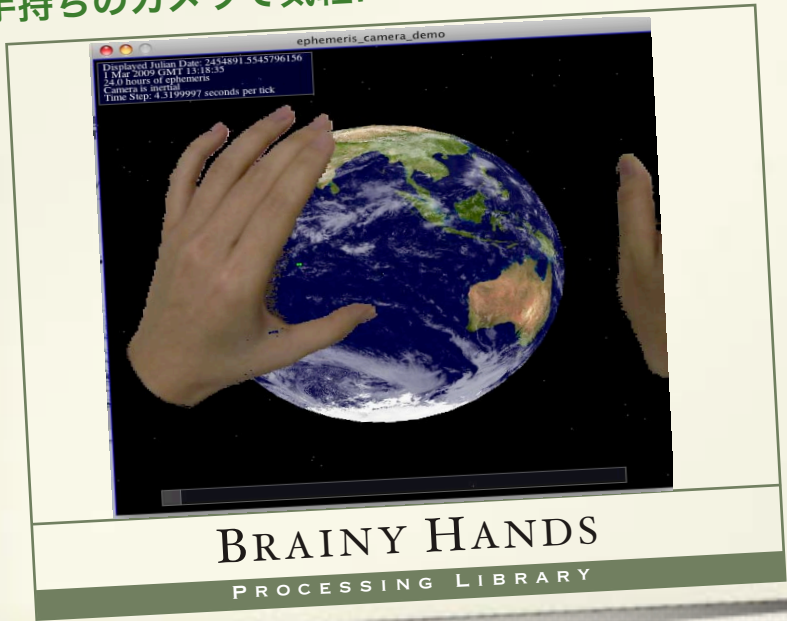 手持ちのカメラで気軽
ephemeris_camera_demo
Displayed Julian Date: 2454891.5545796156
1 Mar 2009 GMT 13:18:35
24.0 hours of ephemeris
Camera is inertial
Time Step: 4.3199997 seconds per tick
BRAINY HANDS
PROCESSING LIBRARY